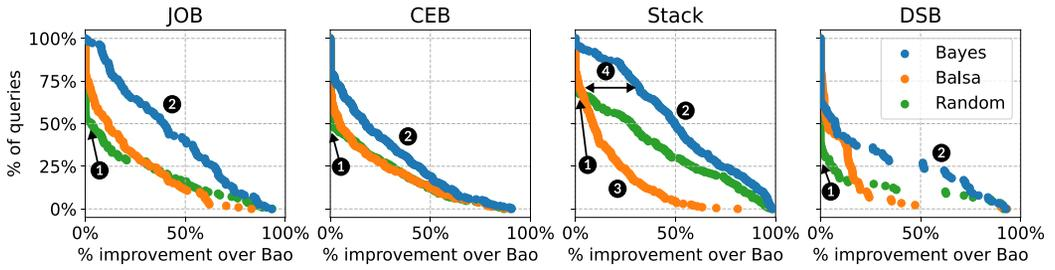 JOB
CEB
Stack
DSB
100%
75%
50%
25%
0%
% of queries
1
2
1
2
4
2
1
3
Bayes
Balsa
Random
2
1
0% 50% 100%
0% 50% 100%
0% 50% 100%
0% 50% 100%
% improvement over Bao
% improvement over Bao
% improvement over Bao
% improvement over Bao